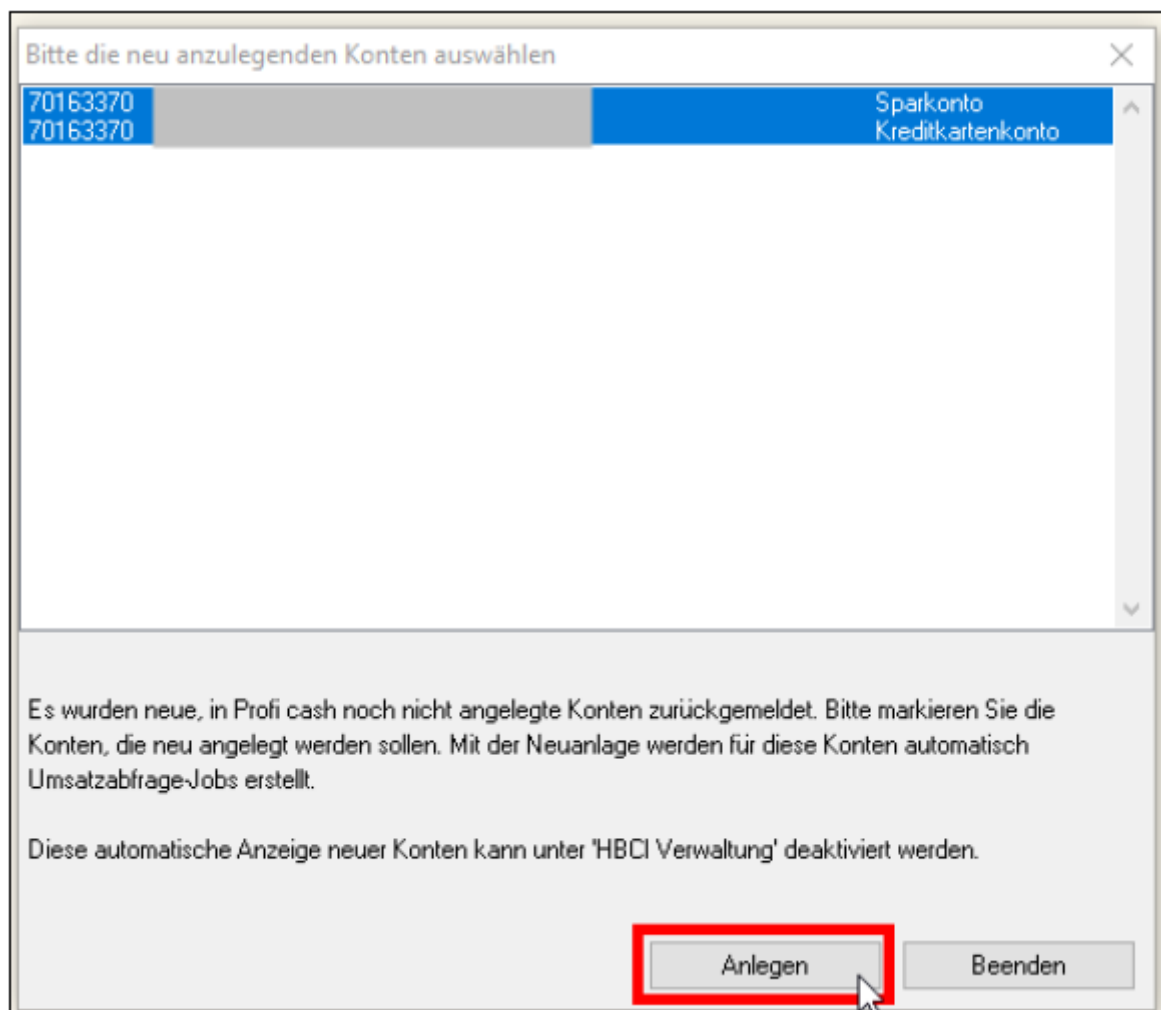 Bitte die neu anzulegenden Konten auswählen
70163370 Sparkonto
70163370 Kreditkartenkonto
Es wurden neue, in Profi cash noch nicht angelegte Konten zurückgemeldet. Bitte markieren Sie die
Konten, die neu angelegt werden sollen. Mit der Neuanlage werden für diese Konten automatisch
Umsatzabfrage-Jobs erstellt.
Diese automatische Anzeige neuer Konten kann unter 'HBCI Verwaltung' deaktiviert werden.
Anlegen Beenden